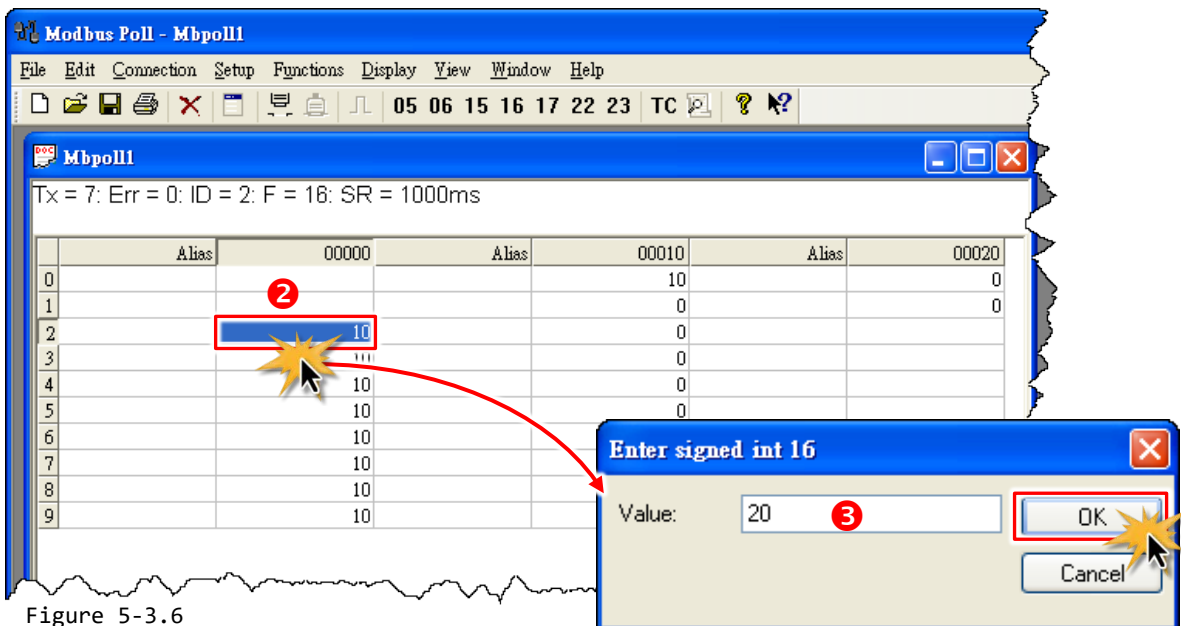 Modbus Poll - Mbpoll1
File Edit Connection Setup Functions Display View Window Help
05 06 15 16 17 22 23 TC
Mbpoll1
Tx = 7: Err = 0: ID = 2: F = 16: SR = 1000ms
Alias 00000 Alias 00010 Alias 00020
0 10 0
1 0 0
2 10 0
3 0
4 10 0
5 10 0
6 10
7 10
8 10
9 10
2
Enter signed int 16
Value: 20 3 OK
Cancel
Figure 5-3.6